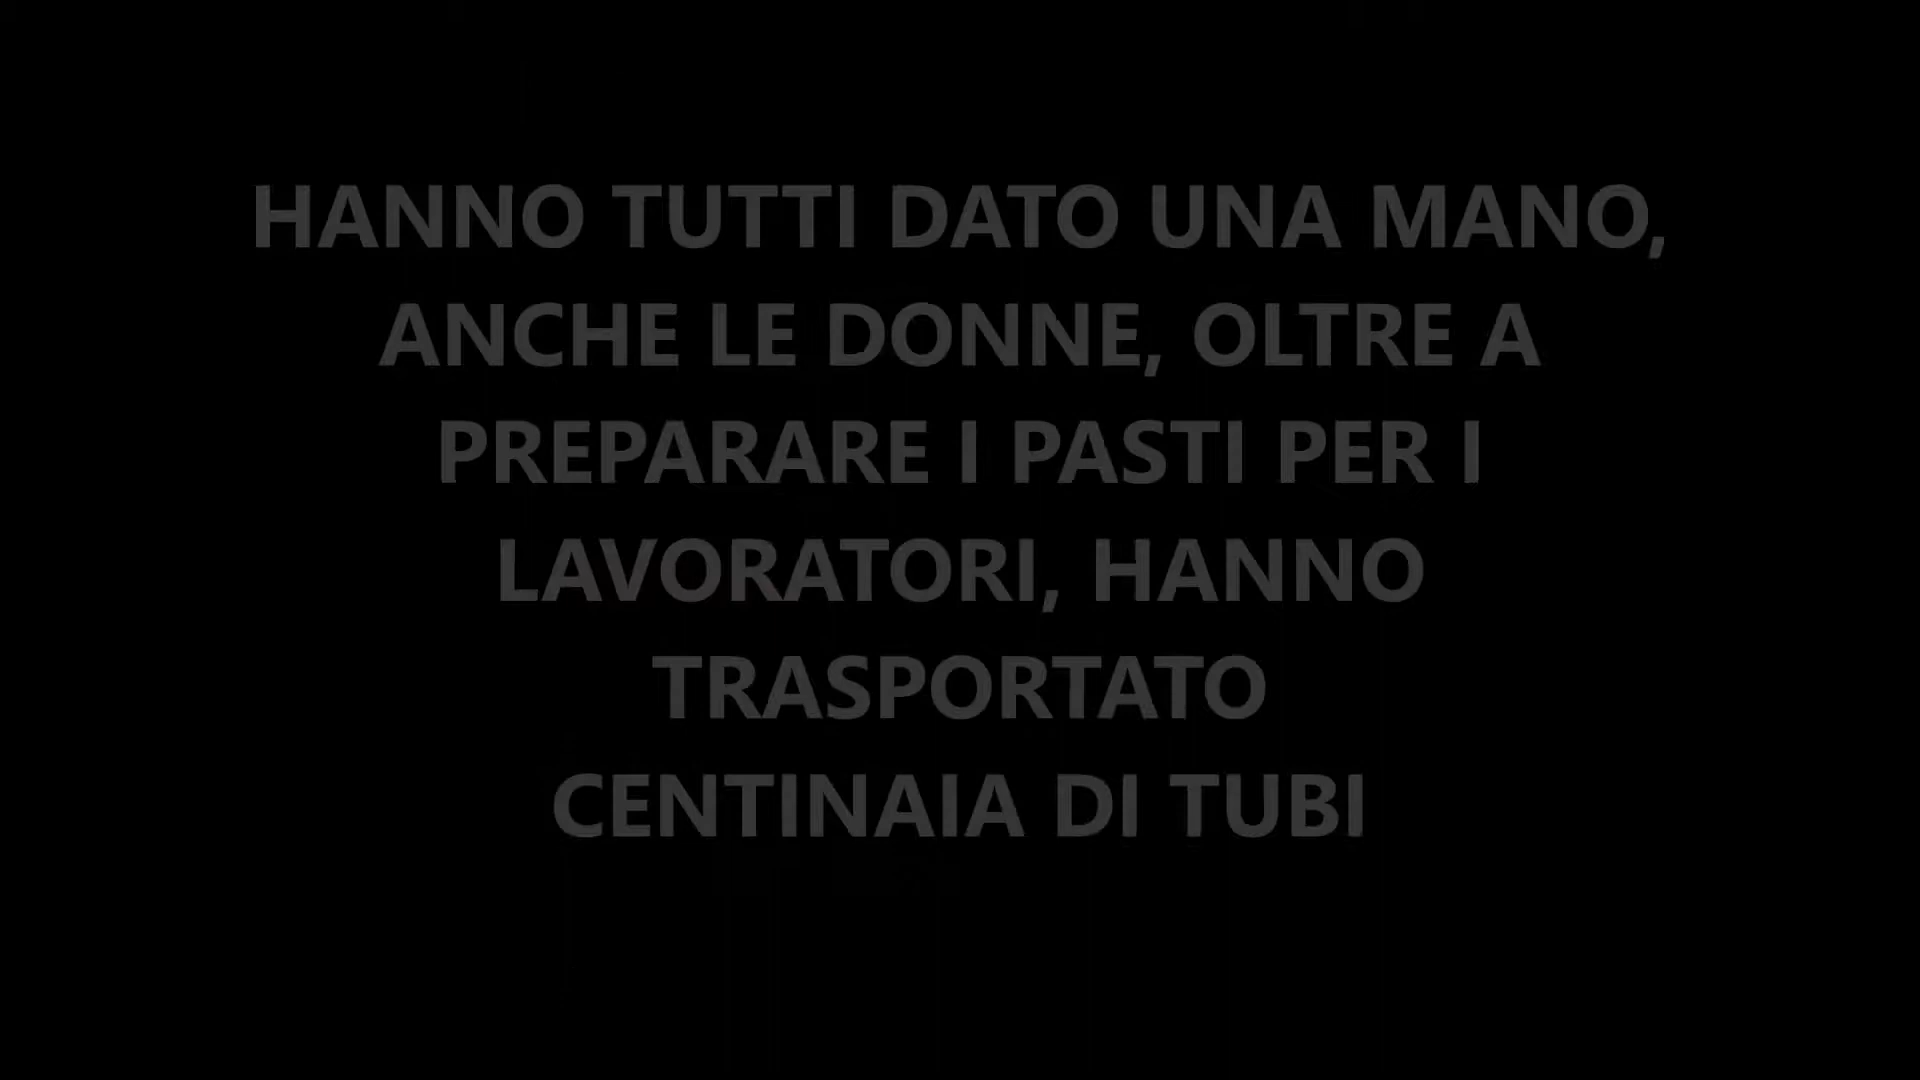 HANNO TUTTI DATO UNA MANO,
ANCHE LE DONNE, OLTRE A
PREPARARE I PASTI PER I
LAVORATORI, HANNO
TRASPORTATO
CENTINAIA DI TUBI